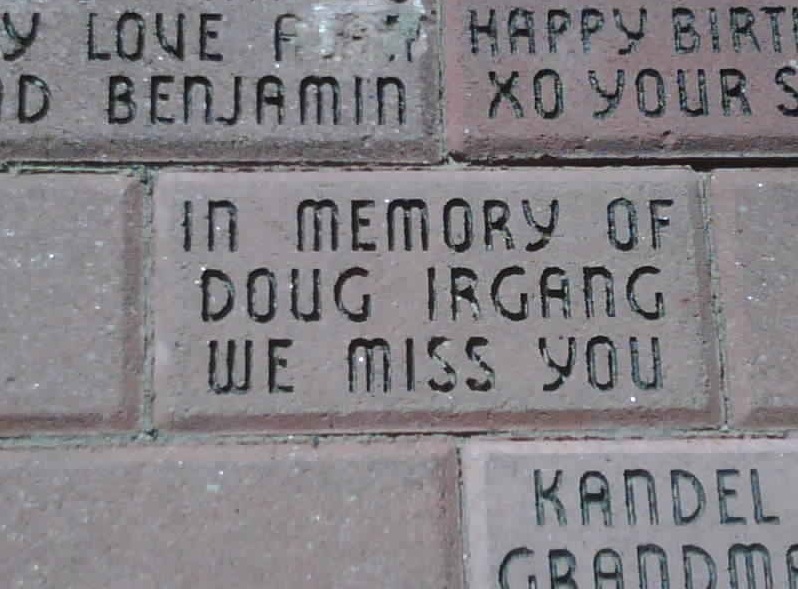 LOVE
BENJAMIN
HAPPY
XO YOUR
IN MEMORY OF
DOUG IRGANG
WE MISS YOU
KANDEL